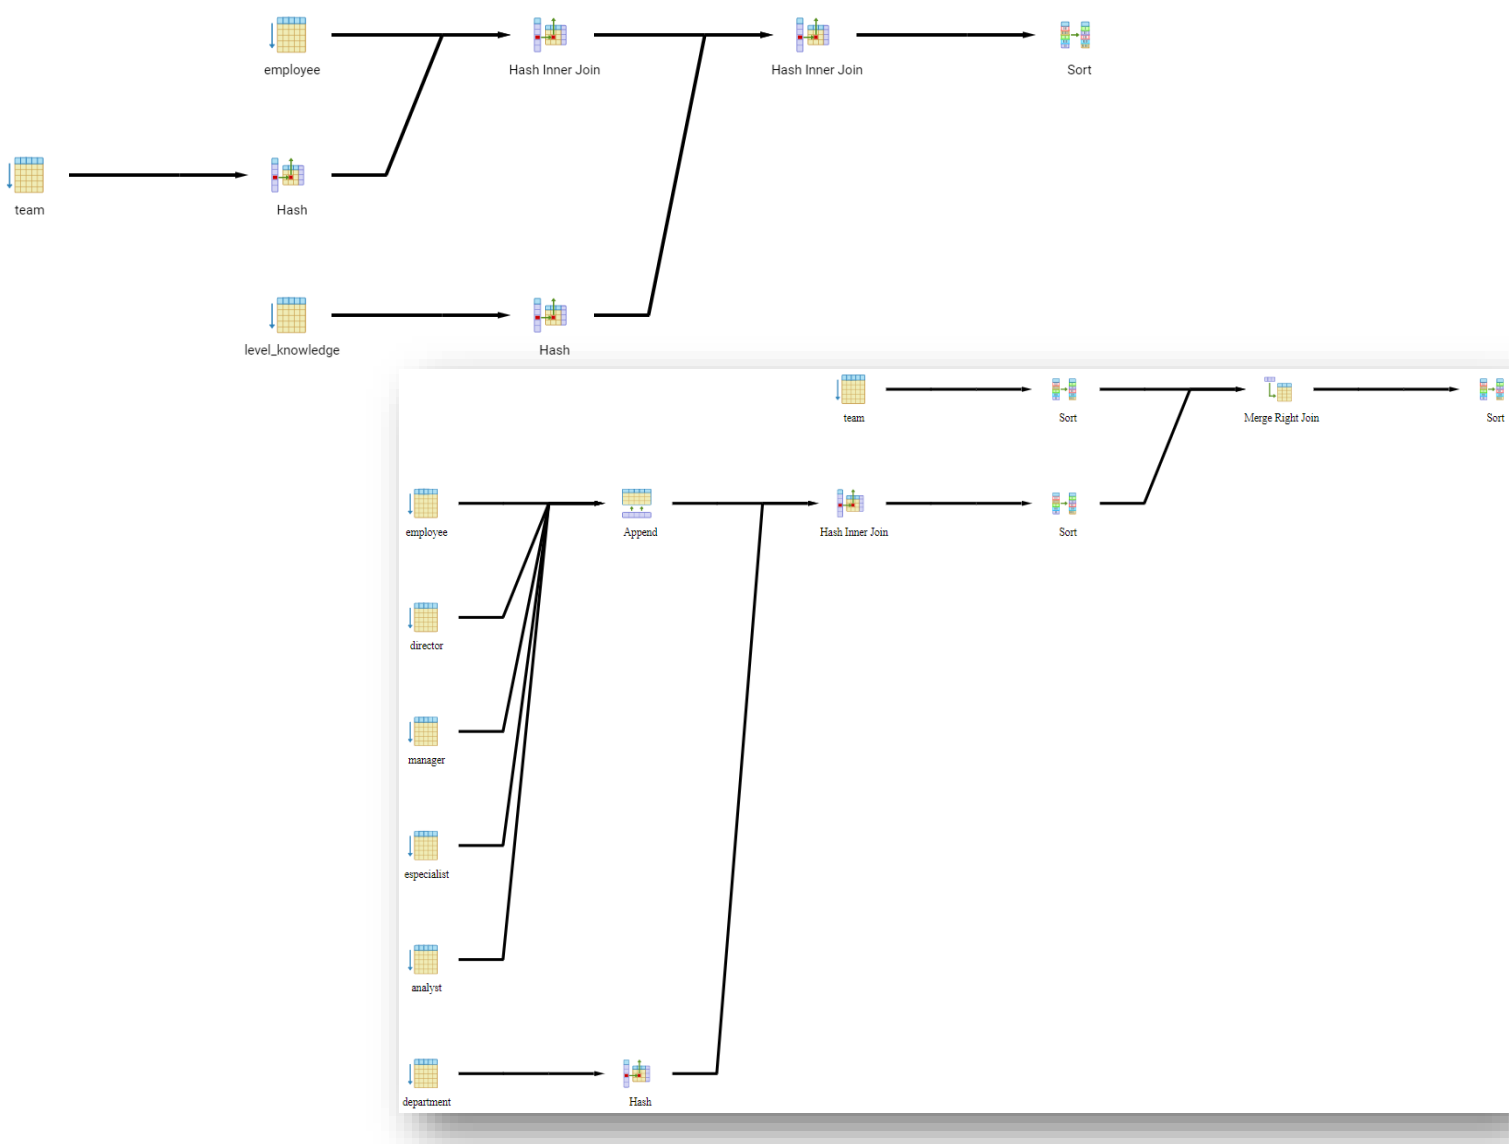 employee
Hash Inner Join
Hash Inner Join
Sort
team
Hash
level_knowledge
Hash
team
Sort
Merge Right Join
Sort
employee
Append
Hash Inner Join
Sort
director
manager
especialist
analyst
department
Hash